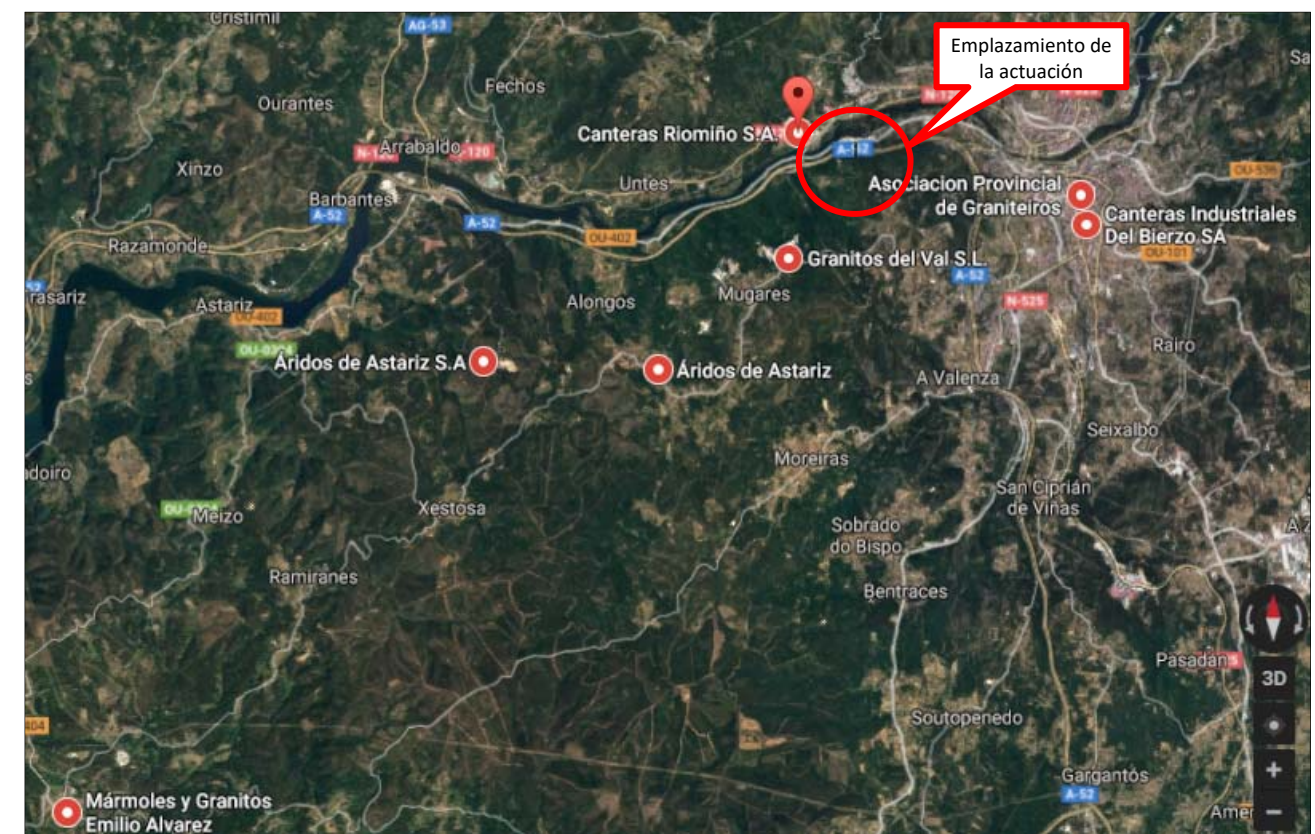 Cristimil
AG-53
Emplazamiento de
la actuación
Fechos
Ourantes
Canteras Riomiño S.A.
N-120
Arrabaldo
A-52
Xinzo
Untes
OU-536
Barbantes
A-52
A-52
Asociacion Provincial
de Graniteiros
Canteras Industriales
Del Bierzo SA
OU-402
OU-101
Razamonde
Granitos del Val S.L.
A-52
Mugares
N-525
Astariz
OU-402
Alongos
Rairo
Áridos de Astariz S.A
Áridos de Astariz
A Valenza
Seixalbo
Moreiras
San Ciprián
de Viñas
Meizo
Xestosa
Sobrado
do Bispo
Ramiranes
Bentraces
Pasadán
3D
Soutopenedo
Gargantós
A-52
+
Mármoles y Granitos
Emilio Alvarez
−